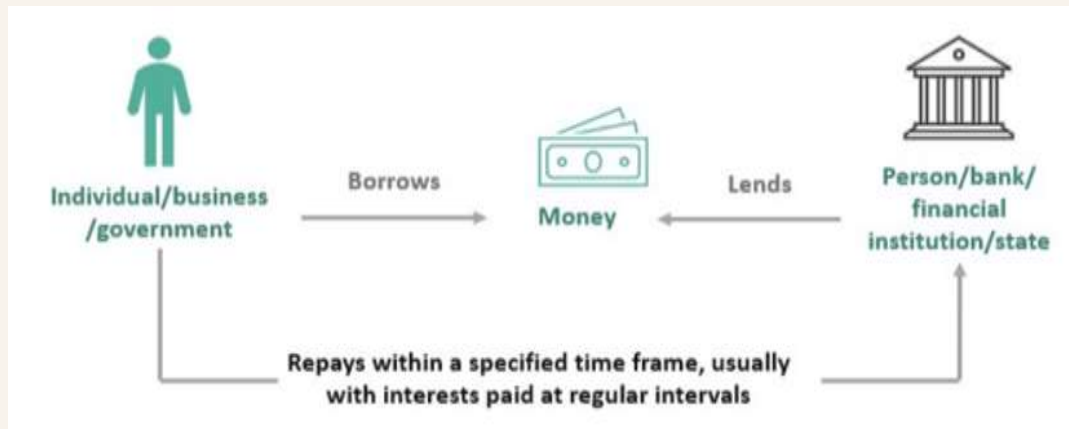 Individual/business
/government
Borrows
Money
Lends
Person/bank/
financial
institution/state
Repays within a specified time frame, usually
with interests paid at regular intervals